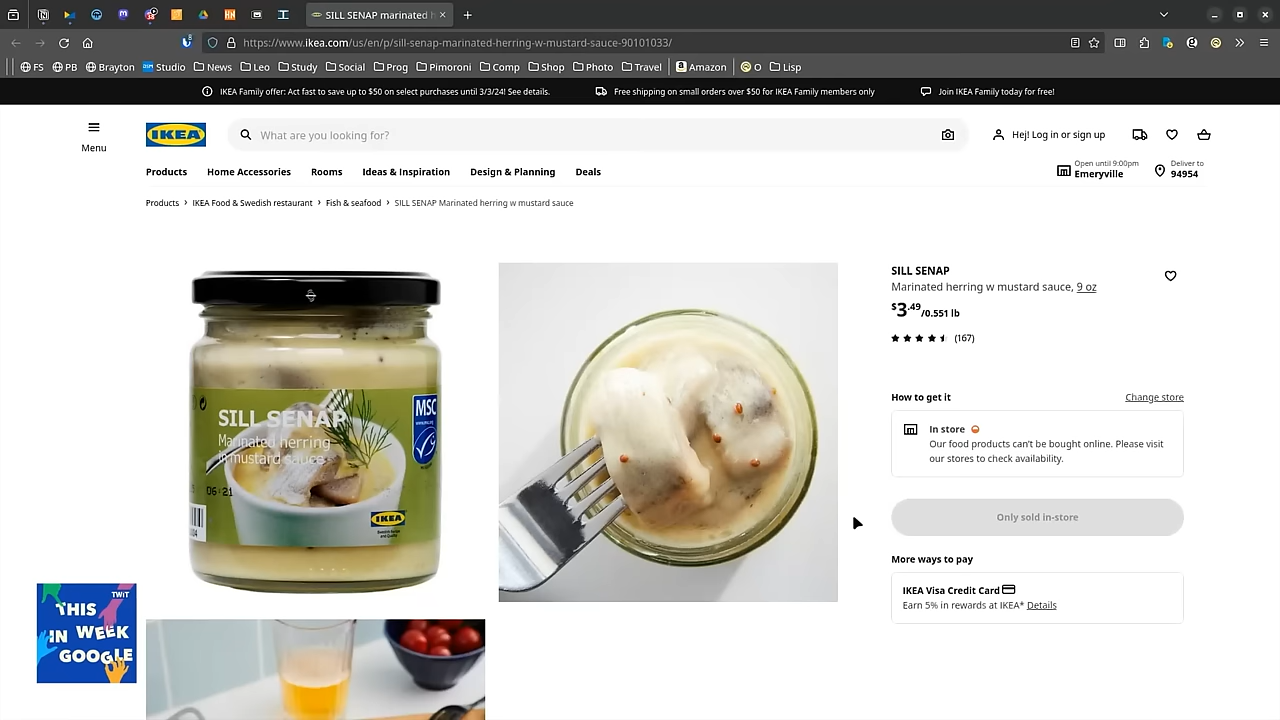 SILL SENAP marinated h
https://www.ikea.com/us/en/p/sill-senap-marinated-herring-w-mustard-sauce-90101033/
FS PB Brayton Studio News Leo Study Social Prog Pimoroni Comp Shop Photo Travel Amazon O Lisp
IKEA Family offer: Act fast to save up to $50 on select purchases until 3/3/24! See details. Free shipping on small orders over $50 for IKEA Family members only Join IKEA Family today for free!
Menu
IKEA
What are you looking for?
Hej! Log in or sign up
Products Home Accessories Rooms Ideas & Inspiration Design & Planning Deals
Open until 9:00pm
Emeryville
Deliver to
94954
Products › IKEA Food & Swedish restaurant › Fish & seafood › SILL SENAP Marinated herring w mustard sauce
SILL SENAP
Marinated herring
in mustard sauce
MSC
06 21
IKEA
SILL SENAP
Marinated herring w mustard sauce, 9 oz
$3.49/0.551 lb
(167)
How to get it
Change store
In store
Our food products can't be bought online. Please visit
our stores to check availability.
Only sold in-store
More ways to pay
IKEA Visa Credit Card
Earn 5% in rewards at IKEA* Details
TWiT
THIS
IN WEEK
GOOGLE